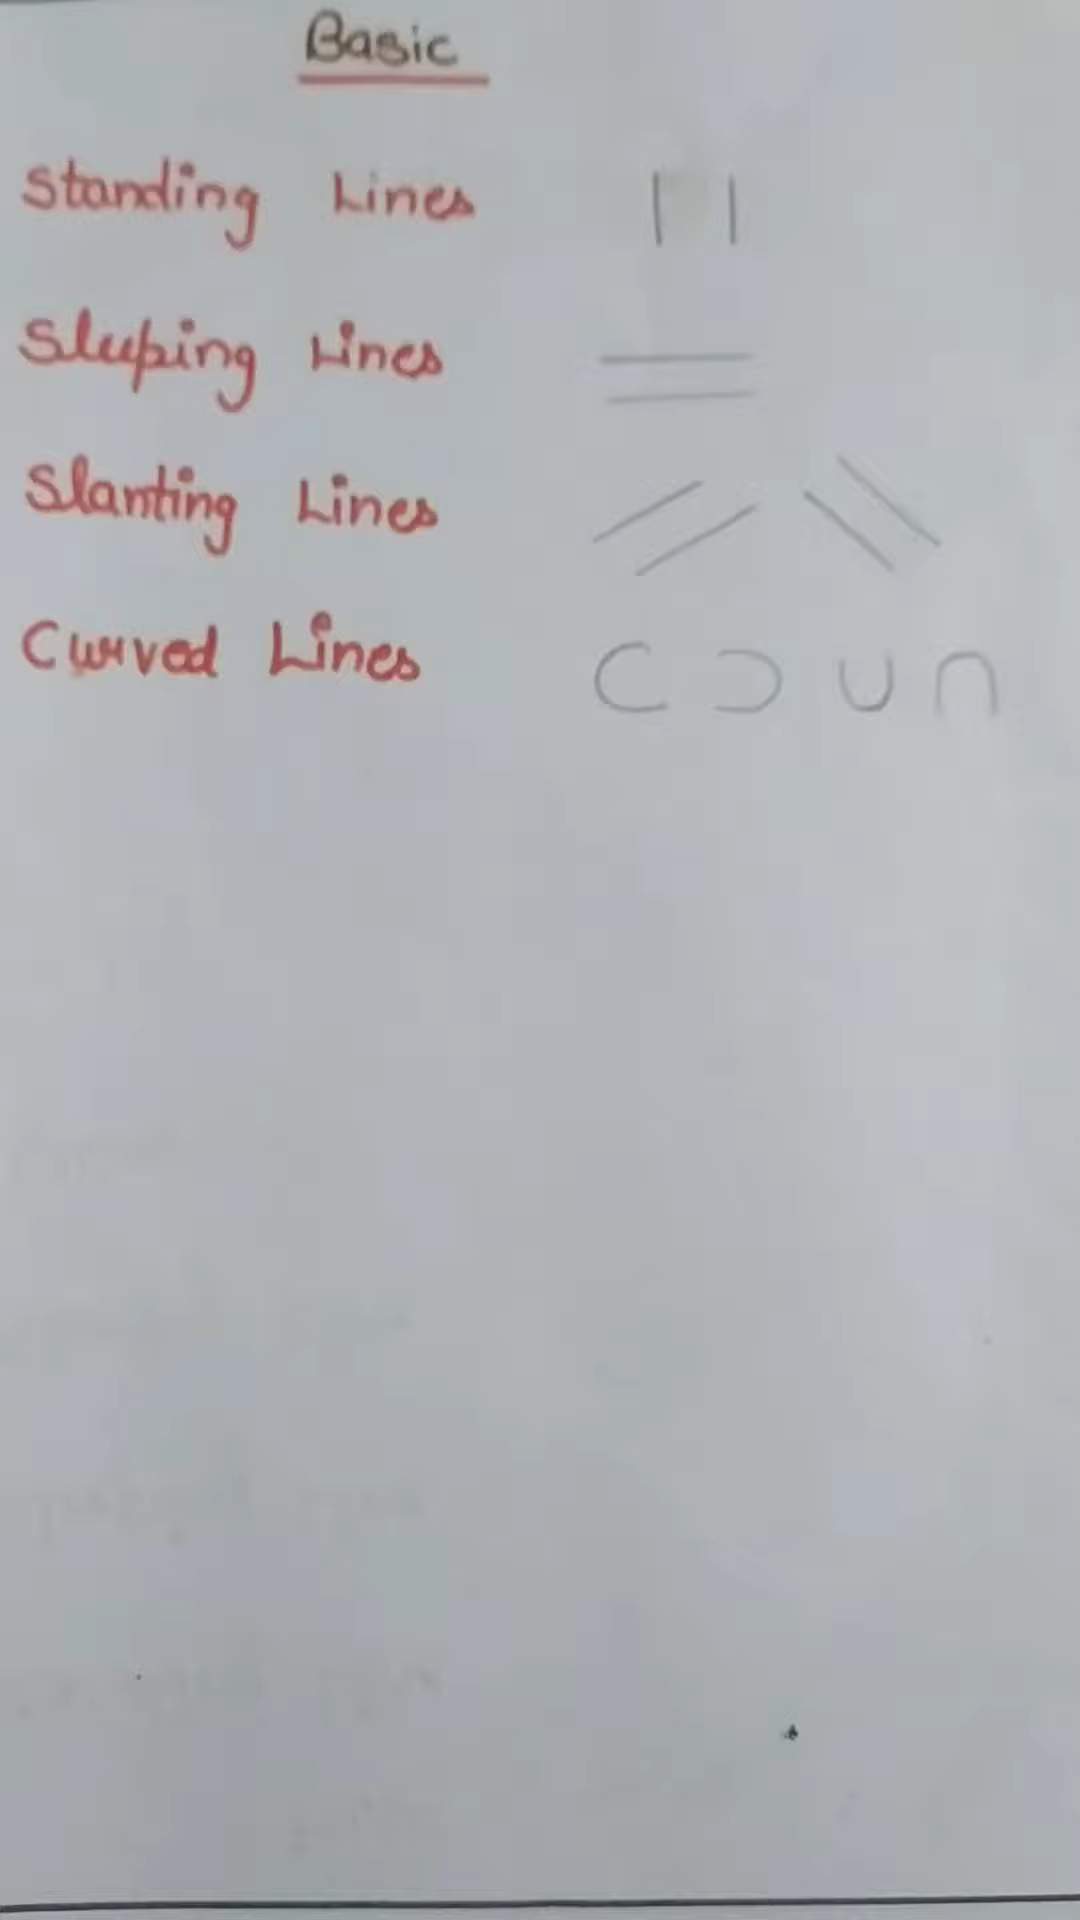 Basic
Standing Lines
Sleeping Lines
Slanting Lines
Curved Lines